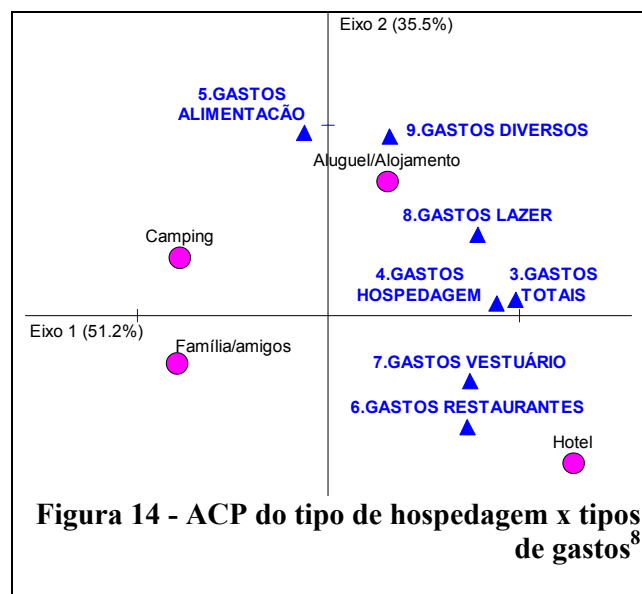 Eixo 2 (35.5%)
5.GASTOS
ALIMENTACÃO
9.GASTOS DIVERSOS
Aluguel/Alojamento
8.GASTOS LAZER
Camping
4.GASTOS
HOSPEDAGEM
3.GASTOS
TOTAIS
Eixo 1 (51.2%)
Família/amigos
7.GASTOS VESTUÁRIO
6.GASTOS RESTAURANTES
Hotel
Figura 14 - ACP do tipo de hospedagem x tipos
de gastos⁸